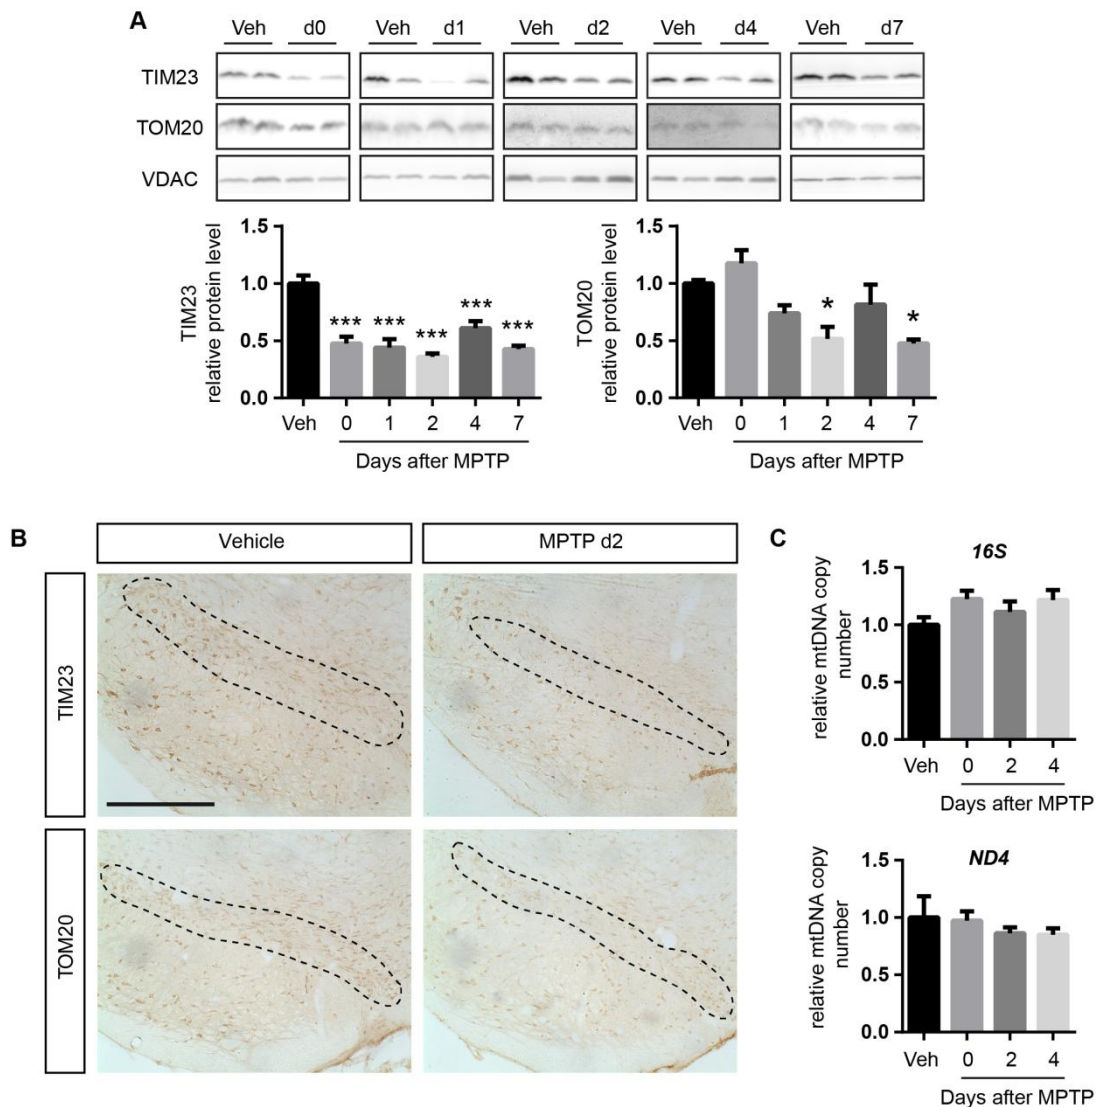 A
Veh d0 Veh d1 Veh d2 Veh d4 Veh d7
TIM23
TOM20
VDAC
TIM23
relative protein level
1.5
1.0
0.5
0.0
*** *** *** *** ***
Veh 0 1 2 4 7
Days after MPTP
TOM20
relative protein level
1.5
1.0
0.5
0.0
* *
Veh 0 1 2 4 7
Days after MPTP
B
Vehicle MPTP d2
TIM23
TOM20
C
16S
relative mtDNA copy
number
1.5
1.0
0.5
0.0
Veh 0 2 4
Days after MPTP
ND4
relative mtDNA copy
number
1.5
1.0
0.5
0.0
Veh 0 2 4
Days after MPTP